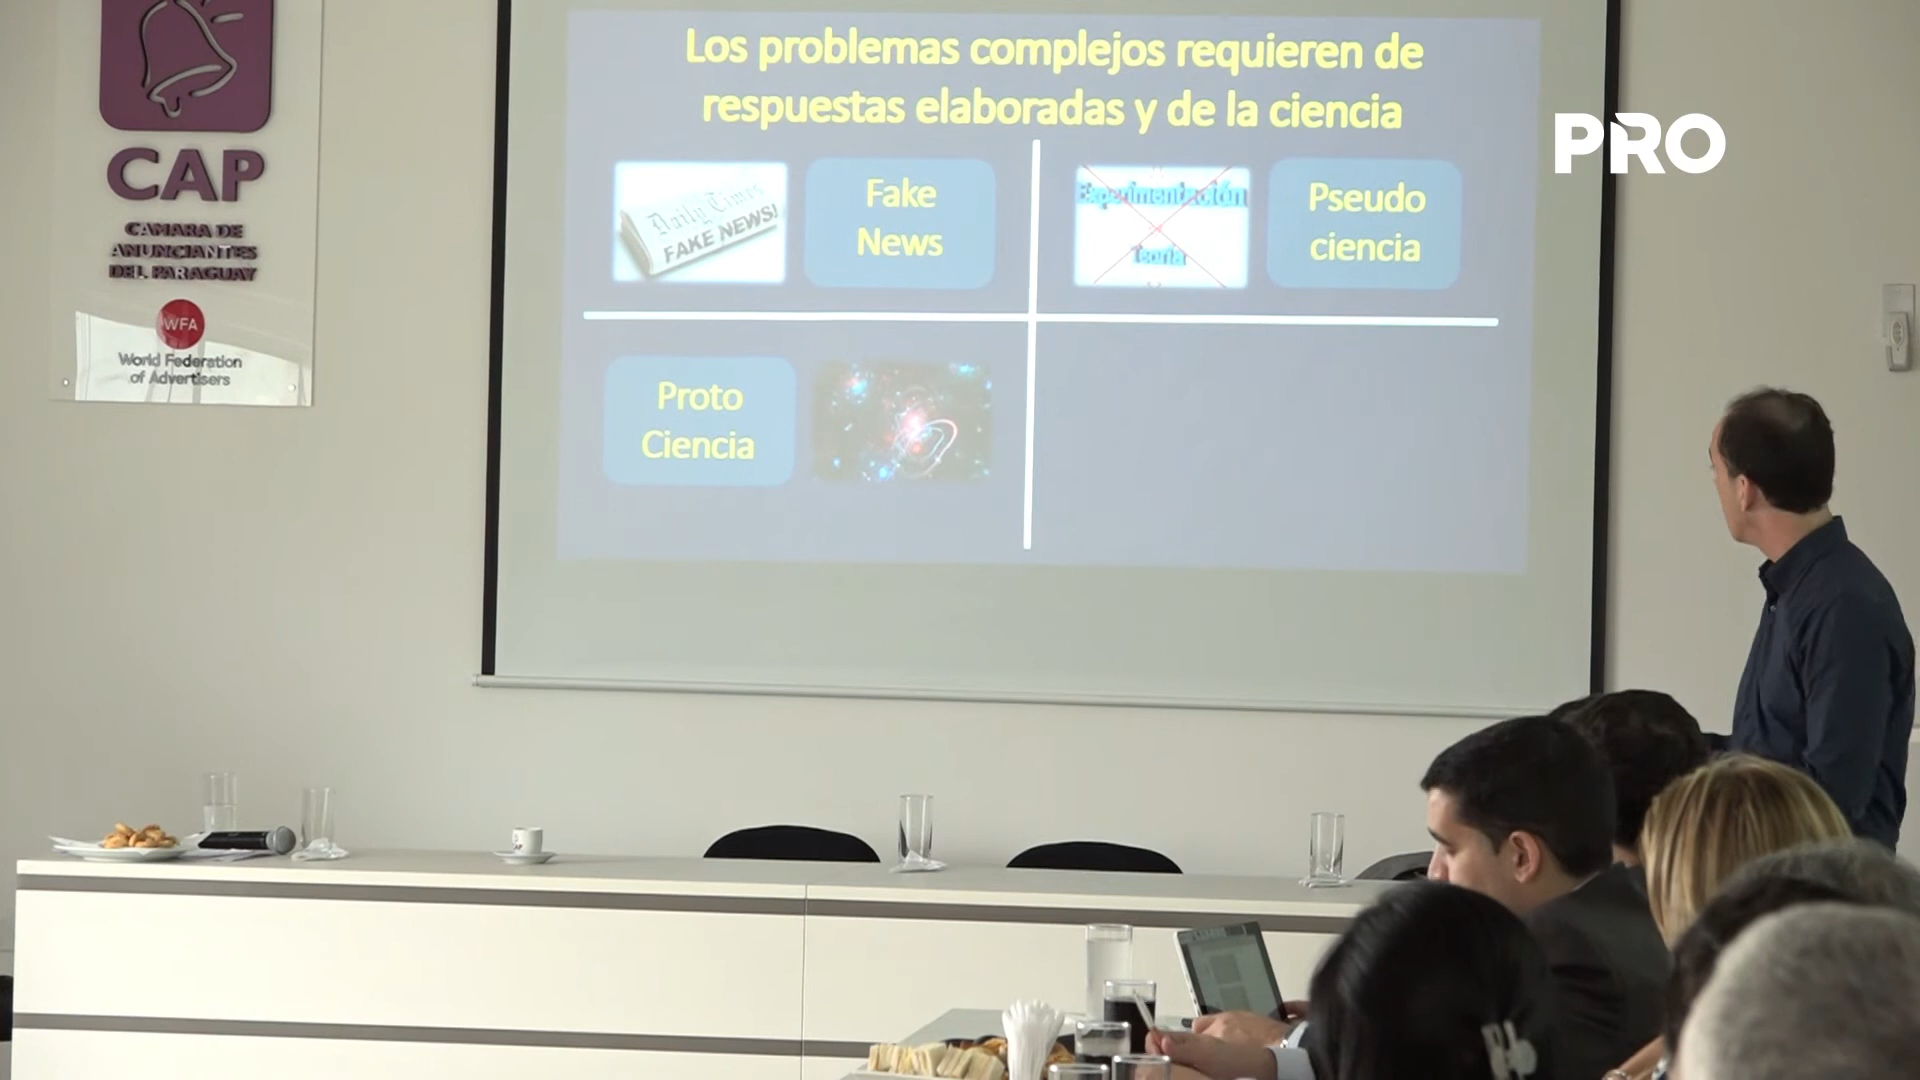 CAP
CAMARA DE
ANUNCIANTES
DEL PARAGUAY
WFA
World Federation
of Advertisers
Los problemas complejos requieren de
respuestas elaboradas y de la ciencia
Daily Times
FAKE NEWS!
Fake
News
Experimentación
Teoría
Pseudo
ciencia
Proto
Ciencia
PRO